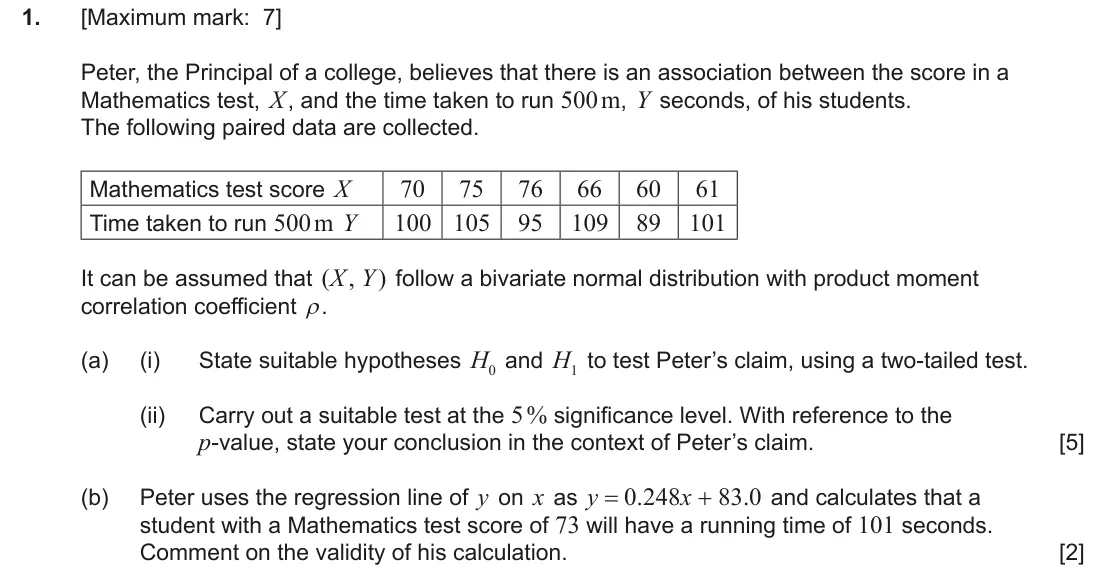 1. [Maximum mark: 7]
Peter, the Principal of a college, believes that there is an association between the score in a
Mathematics test, X, and the time taken to run 500 m, Y seconds, of his students.
The following paired data are collected.
Mathematics test score X 70 75 76 66 60 61
Time taken to run 500 m Y 100 105 95 109 89 101
It can be assumed that (X, Y) follow a bivariate normal distribution with product moment
correlation coefficient ρ.
(a) (i) State suitable hypotheses H₀ and H₁ to test Peter's claim, using a two-tailed test.
(ii) Carry out a suitable test at the 5% significance level. With reference to the
p-value, state your conclusion in the context of Peter's claim. [5]
(b) Peter uses the regression line of y on x as y = 0.248x + 83.0 and calculates that a
student with a Mathematics test score of 73 will have a running time of 101 seconds.
Comment on the validity of his calculation. [2]